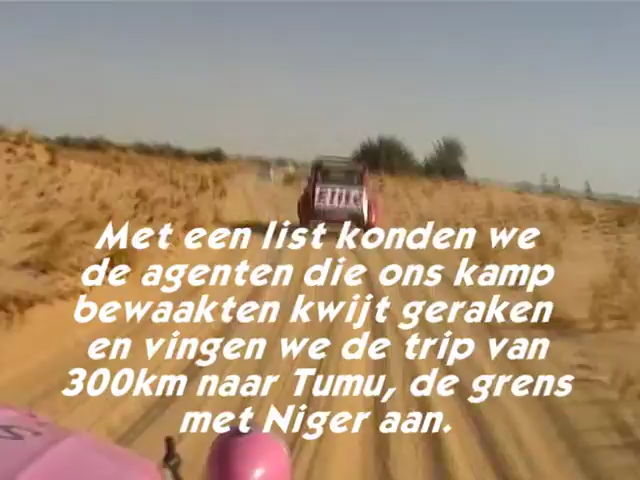 Met een list konden we
de agenten die ons kamp
bewaakten kwijt geraken
en vingen we de trip van
300km naar Tumu, de grens
met Niger aan.